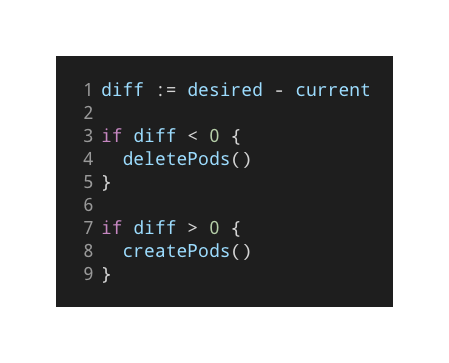 1 diff := desired - current
2
3 if diff < 0 {
4   deletePods()
5 }
6
7 if diff > 0 {
8   createPods()
9 }